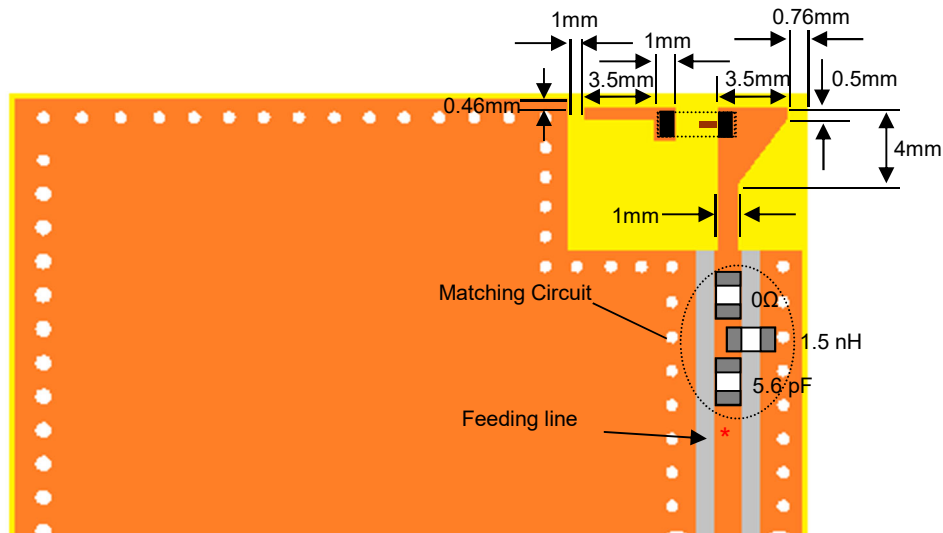 1mm
0.76mm
1mm
3.5mm
3.5mm
0.5mm
0.46mm
4mm
1mm
Matching Circuit
0Ω
1.5 nH
5.6 pF
Feeding line
*